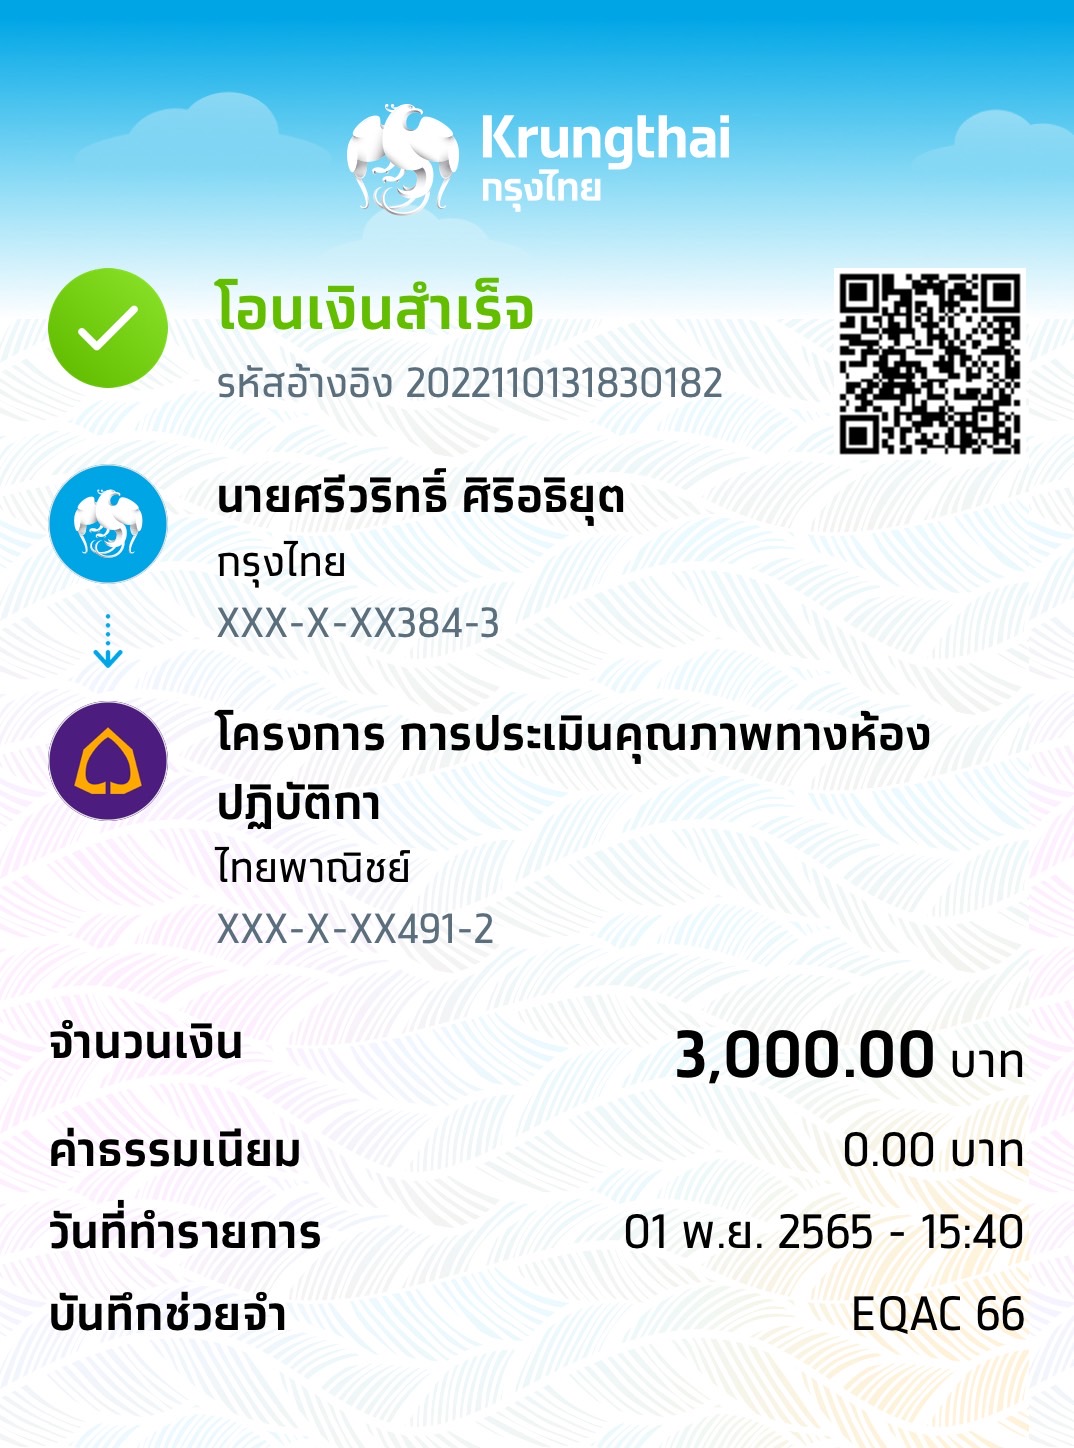 Krungthai
กรุงไทย
โอนเงินสำเร็จ
รหัสอ้างอิง 2022110131830182
นายศรีวริทธิ์ ศิริอธิยุต
กรุงไทย
XXX-X-XX384-3
โครงการ การประเมินคุณภาพทางห้อง
ปฏิบัติกา
ไทยพาณิชย์
XXX-X-XX491-2
จำนวนเงิน 3,000.00 บาท
ค่าธรรมเนียม 0.00 บาท
วันที่ทำรายการ 01 พ.ย. 2565 - 15:40
บันทึกช่วยจำ EQAC 66